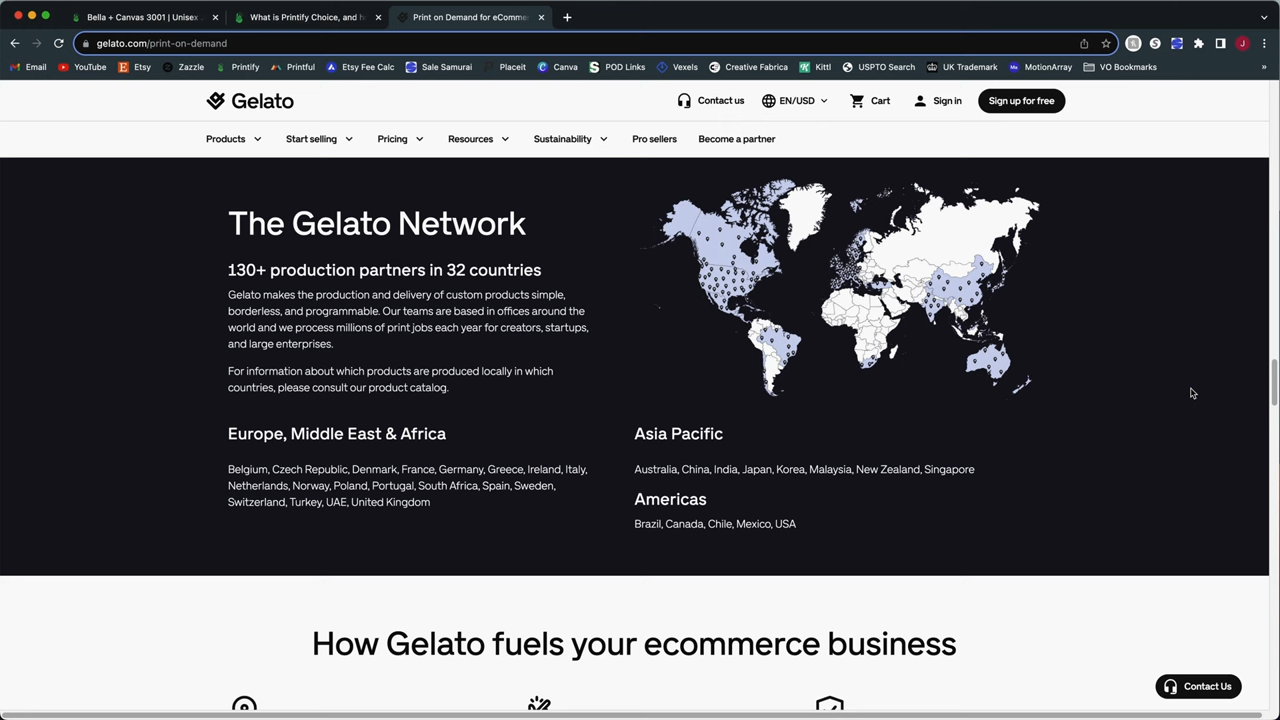 Bella + Canvas 3001 | Unisex
What is Printify Choice, and h
Print on Demand for eComme
gelato.com/print-on-demand
J
Email YouTube Etsy Zazzle Printify Printful Etsy Fee Calc Sale Samurai Placeit Canva POD Links Vexels Creative Fabrica Kittl USPTO Search UK Trademark MotionArray VO Bookmarks »
Gelato
Contact us EN/USD Cart Sign in Sign up for free
Products Start selling Pricing Resources Sustainability Pro sellers Become a partner
The Gelato Network
130+ production partners in 32 countries
Gelato makes the production and delivery of custom products simple,
borderless, and programmable. Our teams are based in offices around the
world and we process millions of print jobs each year for creators, startups,
and large enterprises.
For information about which products are produced locally in which
countries, please consult our product catalog.
Europe, Middle East & Africa
Belgium, Czech Republic, Denmark, France, Germany, Greece, Ireland, Italy,
Netherlands, Norway, Poland, Portugal, South Africa, Spain, Sweden,
Switzerland, Turkey, UAE, United Kingdom
Asia Pacific
Australia, China, India, Japan, Korea, Malaysia, New Zealand, Singapore
Americas
Brazil, Canada, Chile, Mexico, USA
How Gelato fuels your ecommerce business
Contact Us